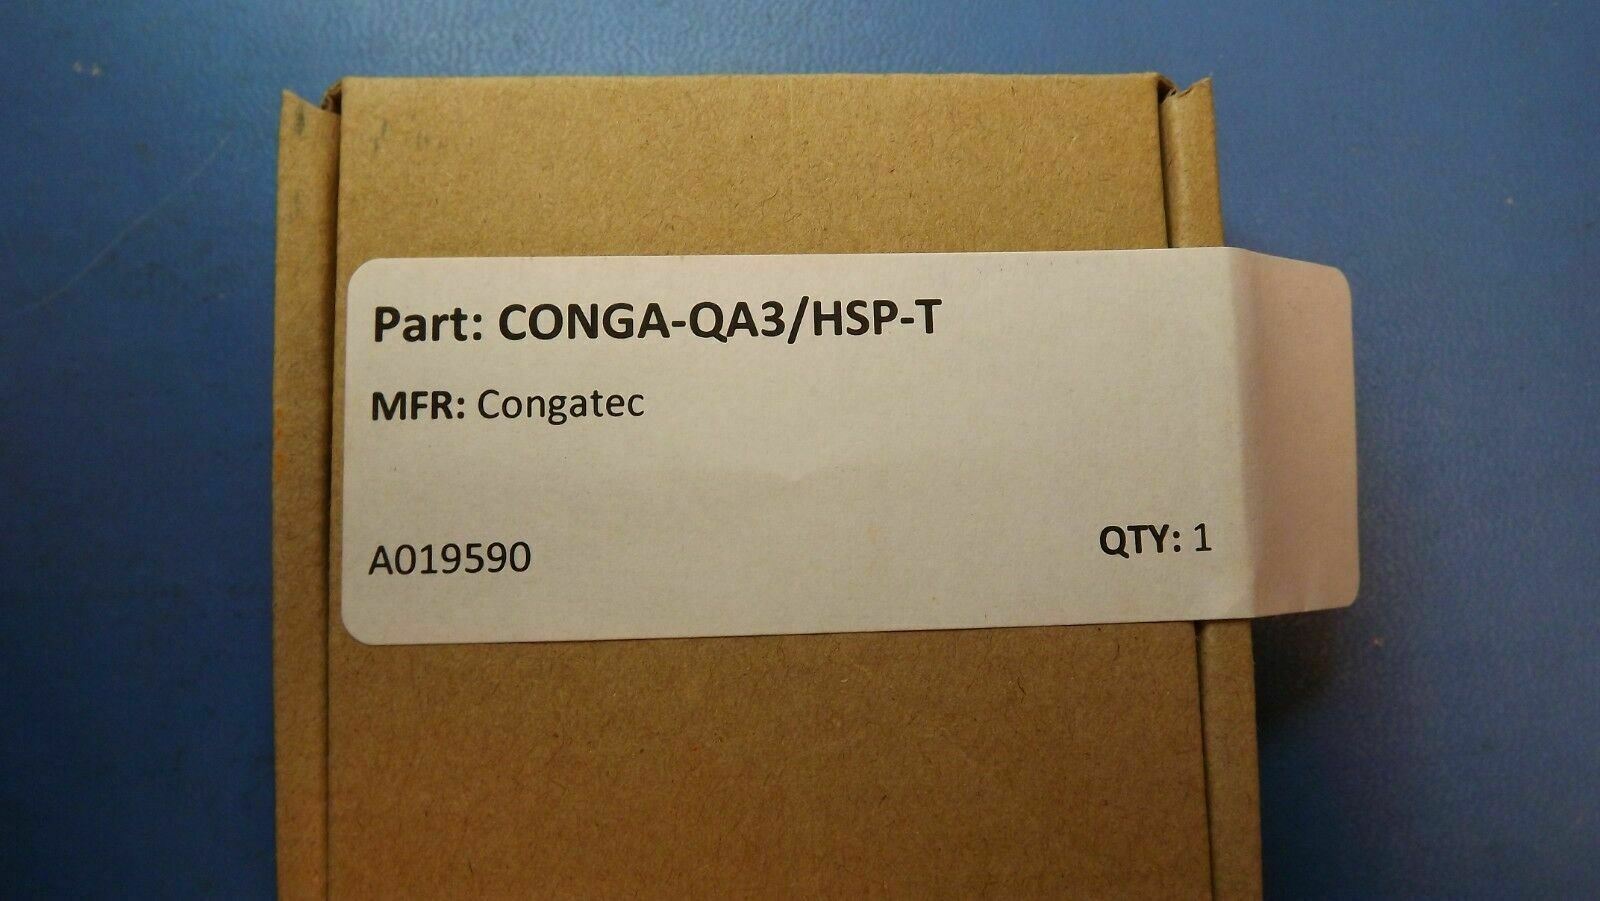 Part: CONGA-QA3/HSP-T
MFR: Congatec
A019590 QTY: 1